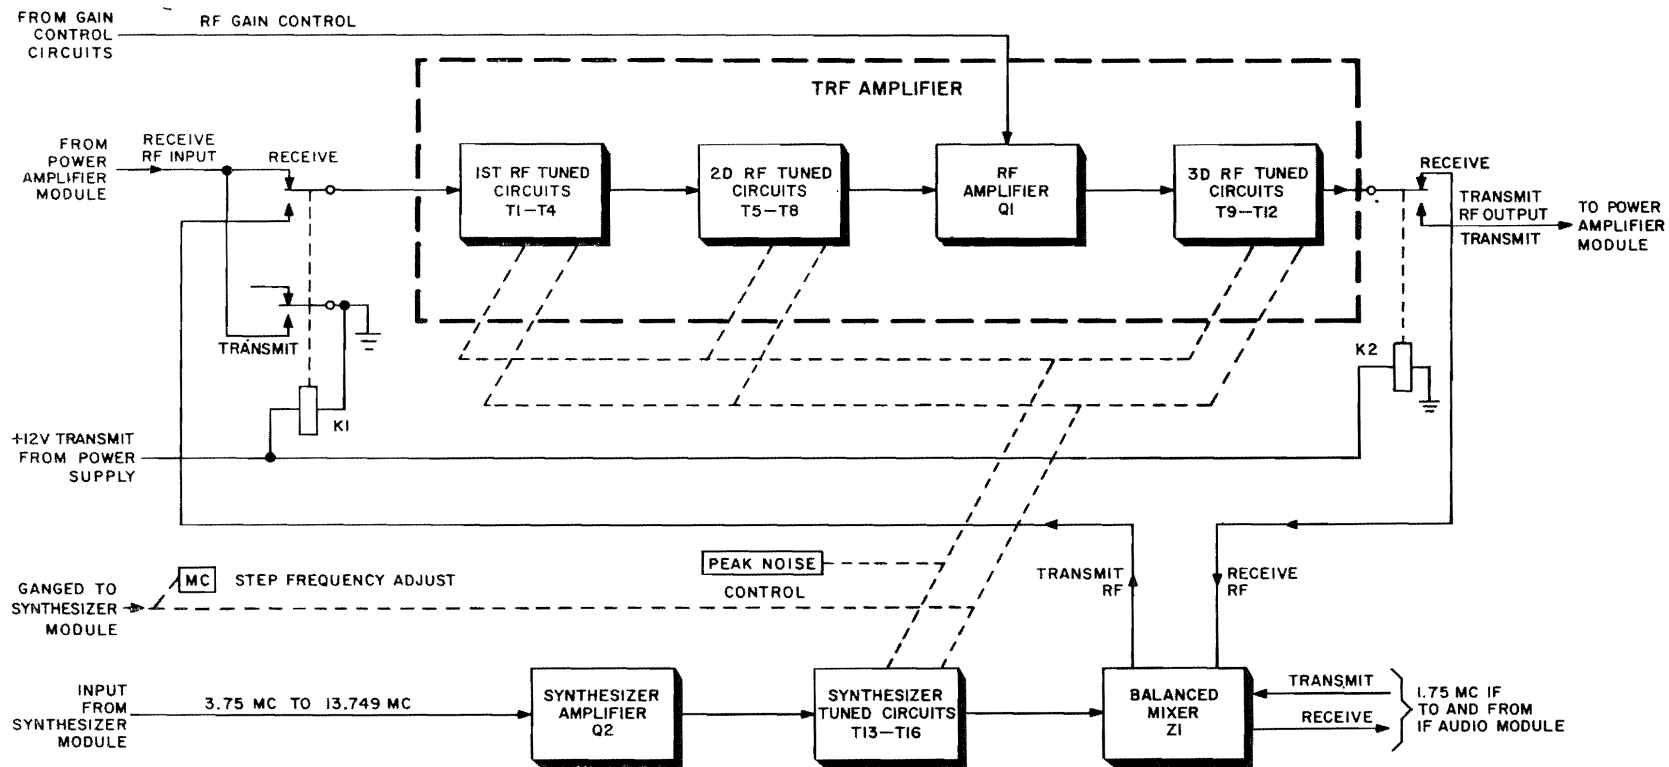 FROM GAIN
CONTROL
CIRCUITS
RF GAIN CONTROL
TRF AMPLIFIER
FROM
POWER
AMPLIFIER
MODULE
RECEIVE
RF INPUT
RECEIVE
1ST RF TUNED
CIRCUITS
T1–T4
2D RF TUNED
CIRCUITS
T5–T8
RF
AMPLIFIER
Q1
3D RF TUNED
CIRCUITS
T9–T12
RECEIVE
TRANSMIT
RF OUTPUT
TRANSMIT
TO POWER
AMPLIFIER
MODULE
TRANSMIT
K1
K2
+12V TRANSMIT
FROM POWER
SUPPLY
PEAK NOISE
CONTROL
TRANSMIT
RF
RECEIVE
RF
GANGED TO
SYNTHESIZER
MODULE
MC
STEP FREQUENCY ADJUST
INPUT
FROM
SYNTHESIZER
MODULE
3.75 MC TO 13.749 MC
SYNTHESIZER
AMPLIFIER
Q2
SYNTHESIZER
TUNED CIRCUITS
T13–T16
BALANCED
MIXER
Z1
TRANSMIT
RECEIVE
1.75 MC IF
TO AND FROM
IF AUDIO MODULE